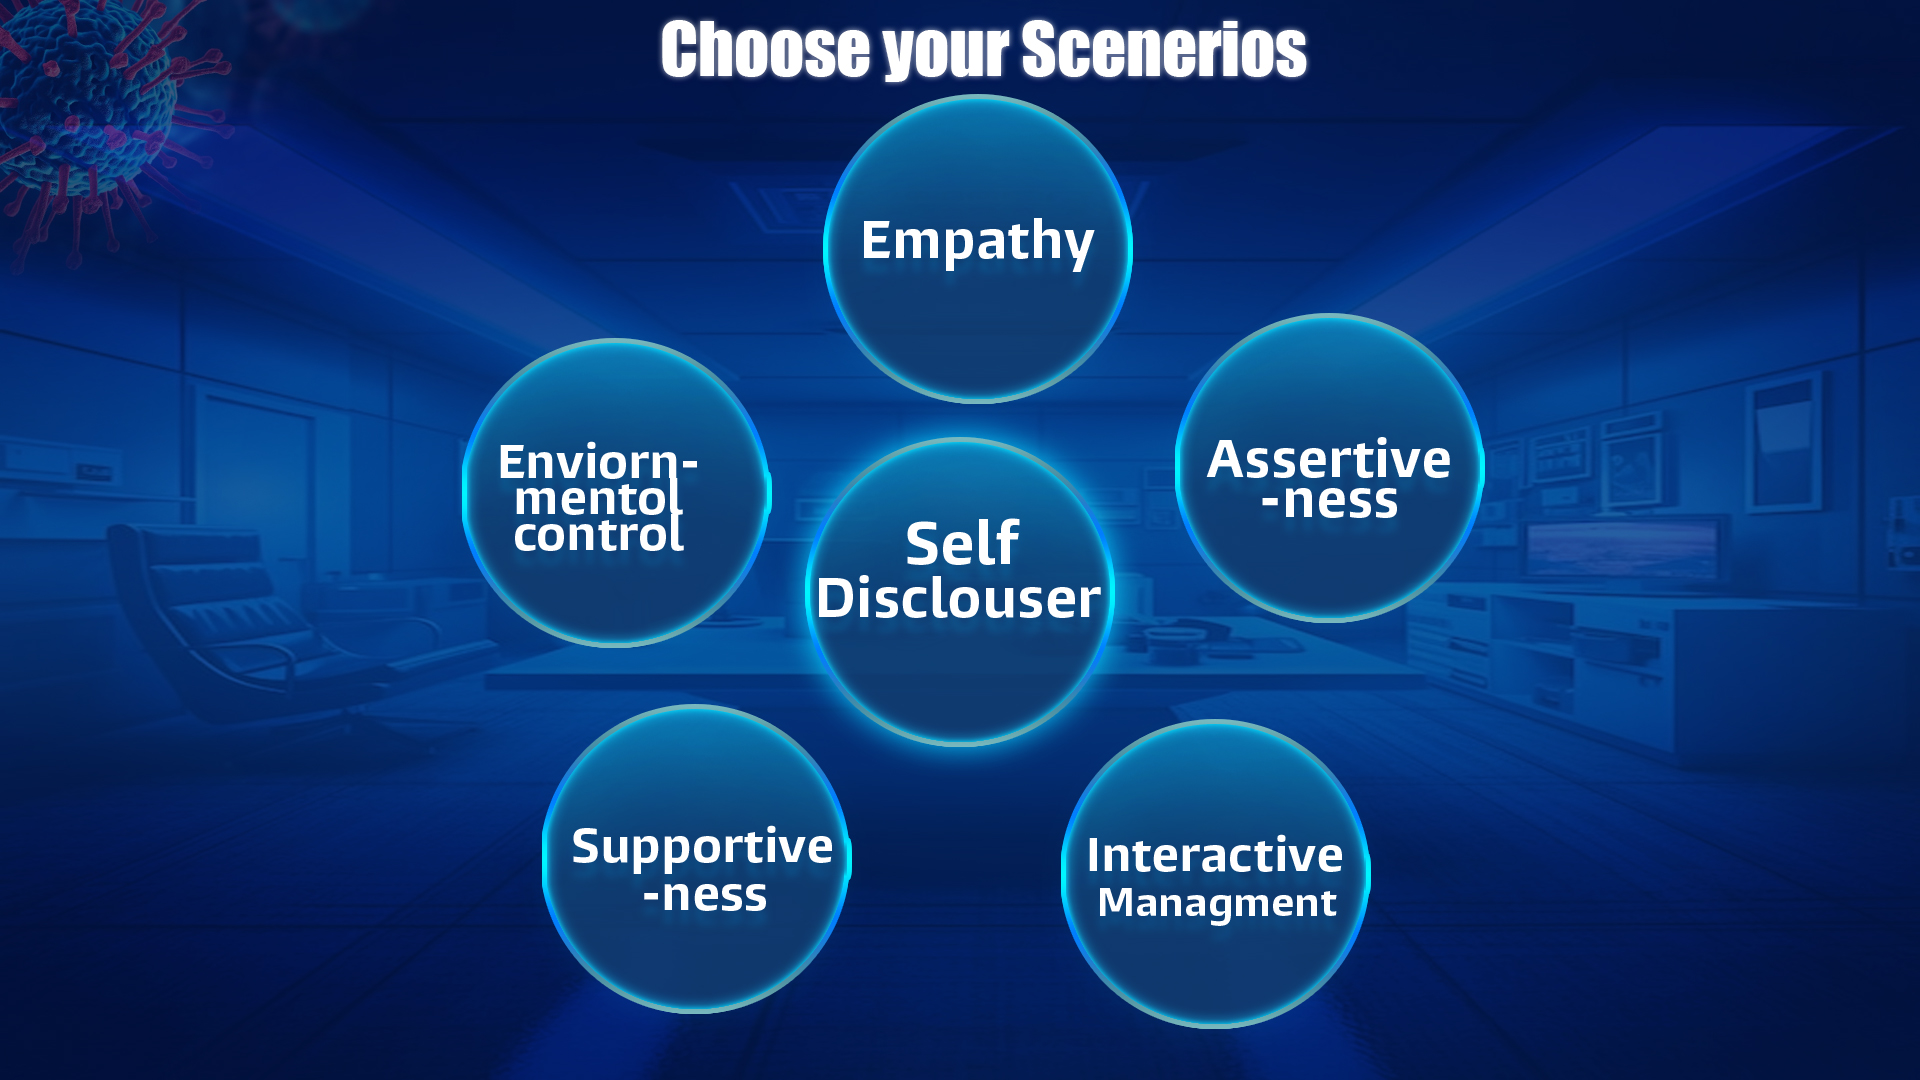 Choose your Scenerios
Empathy
Enviorn-
mentol
control
Assertive
-ness
Self
Disclouser
Supportive
-ness
Interactive
Managment